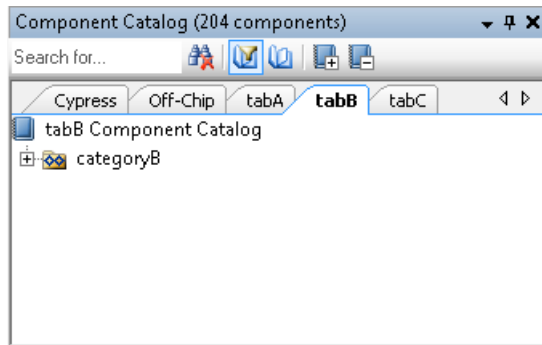 Component Catalog (204 components)
Search for...
Cypress Off-Chip tabA tabB tabC
tabB Component Catalog
categoryB